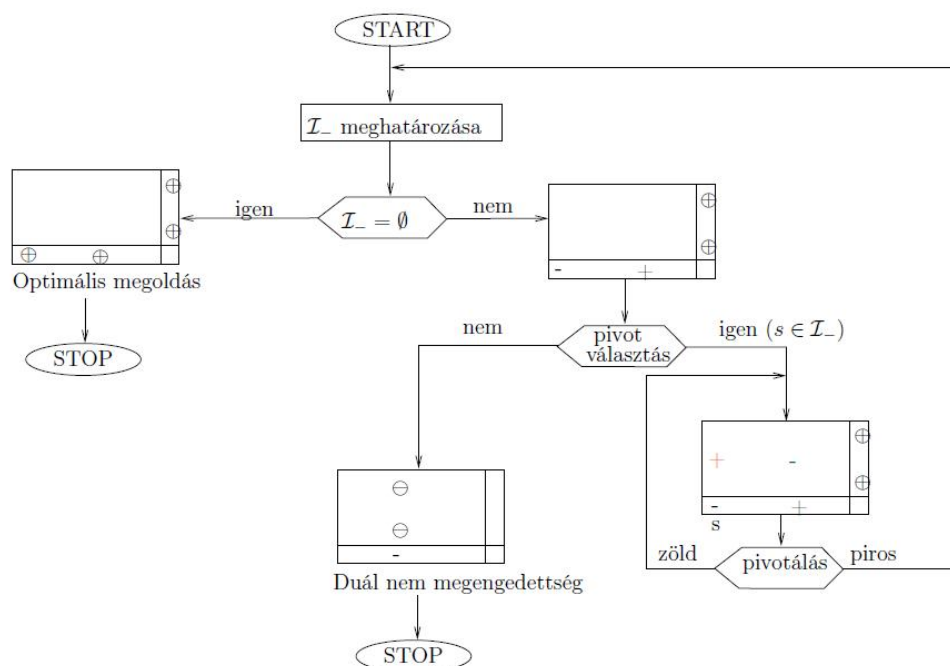 START
𝓘₋ meghatározása
igen
𝓘₋ = ∅
nem
⊕
⊕
⊕ ⊕
Optimális megoldás
STOP
⊕
⊕
- +
nem
pivot
választás
igen (s ∈ 𝓘₋)
⊕
+ -
⊕
- +
s
⊖
⊖
-
zöld
pivotálás
piros
Duál nem megengedettség
STOP